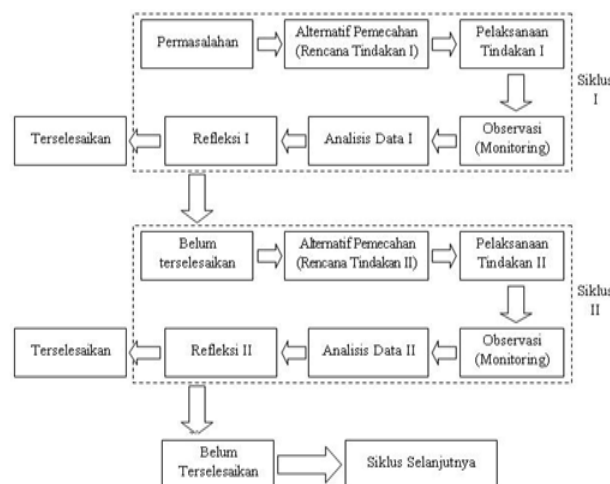 Permasalahan
Alternatif Pemecahan
(Rencana Tindakan I)
Pelaksanaan
Tindakan I
Siklus
I
Terselesaikan
Refleksi I
Analisis Data I
Observasi
(Monitoring)
Belum
terselesaikan
Alternatif Pemecahan
(Rencana Tindakan II)
Pelaksanaan
Tindakan II
Siklus
II
Terselesaikan
Refleksi II
Analisis Data II
Observasi
(Monitoring)
Belum
Terselesaikan
Siklus Selanjutnya